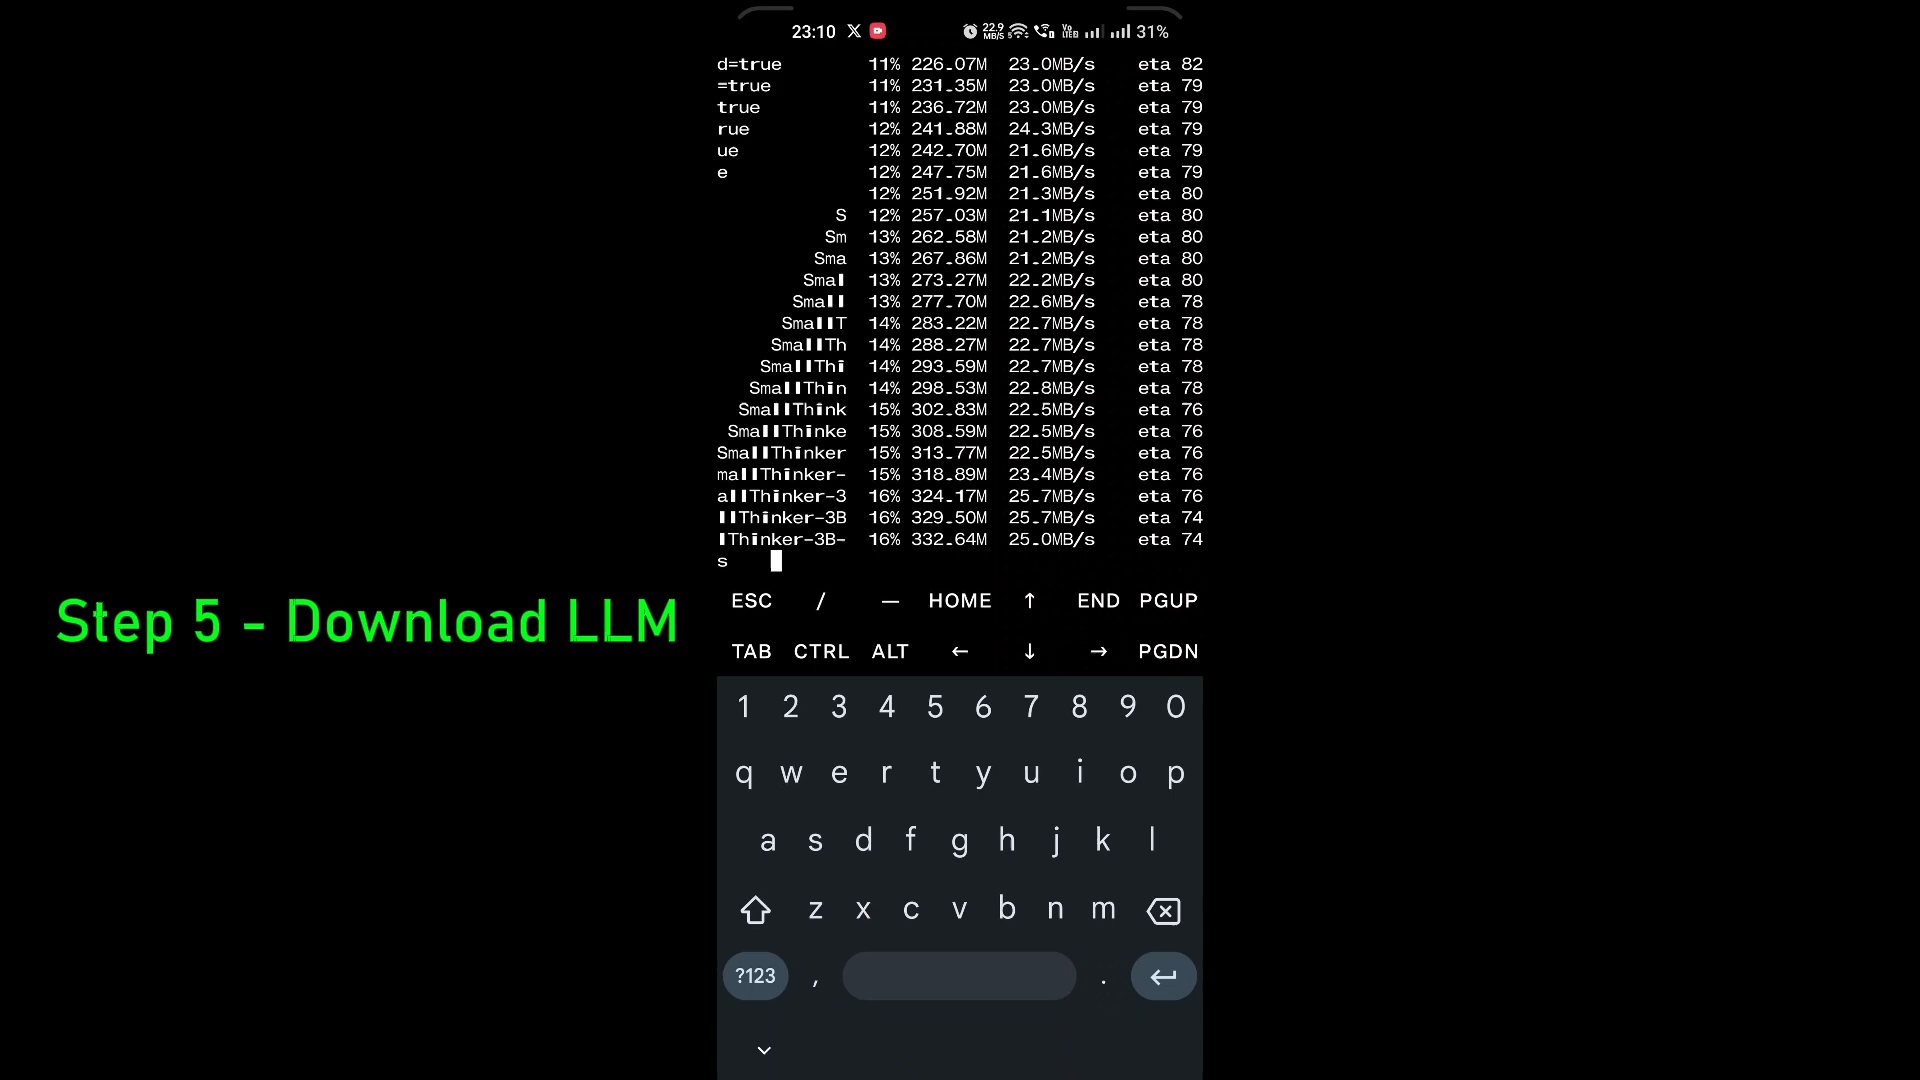 23:10 X 22.9 MB/S 5 Vo LTE2 31%
d=true 11% 226.07M 23.0MB/s eta 82
=true 11% 231.35M 23.0MB/s eta 79
true 11% 236.72M 23.0MB/s eta 79
rue 12% 241.88M 24.3MB/s eta 79
ue 12% 242.70M 21.6MB/s eta 79
e 12% 247.75M 21.6MB/s eta 79
12% 251.92M 21.3MB/s eta 80
S 12% 257.03M 21.1MB/s eta 80
Sm 13% 262.58M 21.2MB/s eta 80
Sma 13% 267.86M 21.2MB/s eta 80
Smal 13% 273.27M 22.2MB/s eta 80
Small 13% 277.70M 22.6MB/s eta 78
SmallT 14% 283.22M 22.7MB/s eta 78
SmallTh 14% 288.27M 22.7MB/s eta 78
SmallThi 14% 293.59M 22.7MB/s eta 78
SmallThin 14% 298.53M 22.8MB/s eta 78
SmallThink 15% 302.83M 22.5MB/s eta 76
SmallThinke 15% 308.59M 22.5MB/s eta 76
SmallThinker 15% 313.77M 22.5MB/s eta 76
mallThinker- 15% 318.89M 23.4MB/s eta 76
allThinker-3 16% 324.17M 25.7MB/s eta 76
llThinker-3B 16% 329.50M 25.7MB/s eta 74
lThinker-3B- 16% 332.64M 25.0MB/s eta 74
s
Step 5 - Download LLM
ESC / — HOME ↑ END PGUP
TAB CTRL ALT ← ↓ → PGDN
1 2 3 4 5 6 7 8 9 0
q w e r t y u i o p
a s d f g h j k l
z x c v b n m
?123 , .